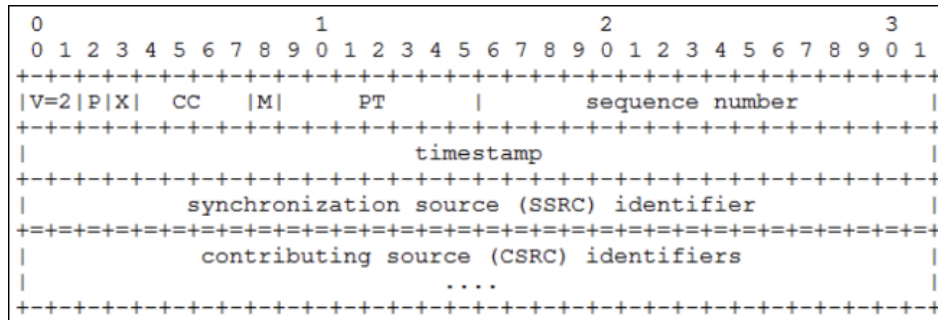 0                   1                   2                   3
 0 1 2 3 4 5 6 7 8 9 0 1 2 3 4 5 6 7 8 9 0 1 2 3 4 5 6 7 8 9 0 1
+-+-+-+-+-+-+-+-+-+-+-+-+-+-+-+-+-+-+-+-+-+-+-+-+-+-+-+-+-+-+-+-+
|V=2|P|X|  CC   |M|     PT      |       sequence number         |
+-+-+-+-+-+-+-+-+-+-+-+-+-+-+-+-+-+-+-+-+-+-+-+-+-+-+-+-+-+-+-+-+
|                           timestamp                           |
+-+-+-+-+-+-+-+-+-+-+-+-+-+-+-+-+-+-+-+-+-+-+-+-+-+-+-+-+-+-+-+-+
|           synchronization source (SSRC) identifier            |
+=+=+=+=+=+=+=+=+=+=+=+=+=+=+=+=+=+=+=+=+=+=+=+=+=+=+=+=+=+=+=+=+
|            contributing source (CSRC) identifiers             |
|                             ....                              |
+-+-+-+-+-+-+-+-+-+-+-+-+-+-+-+-+-+-+-+-+-+-+-+-+-+-+-+-+-+-+-+-+